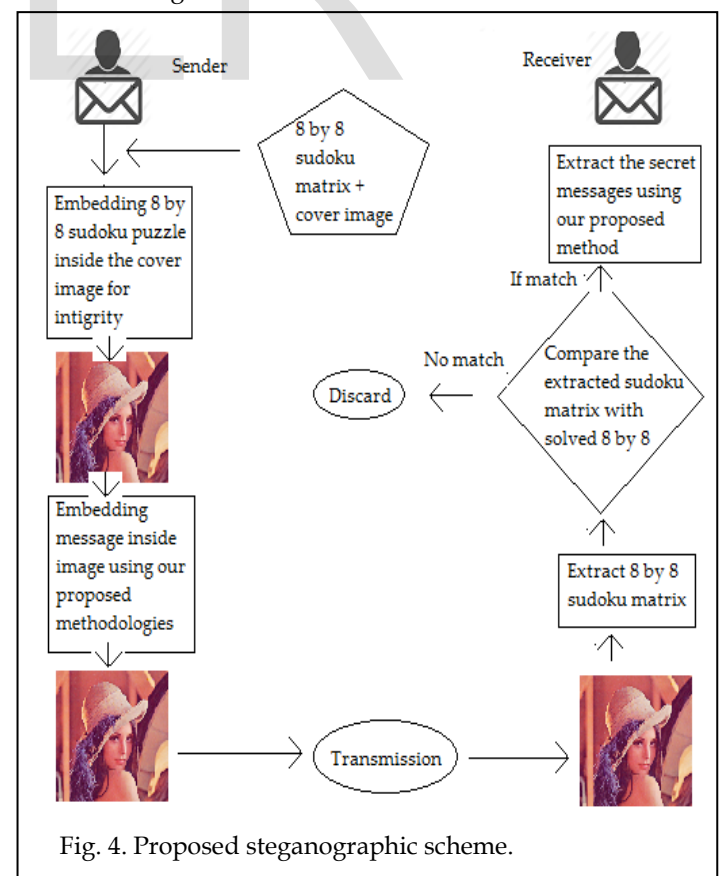 Sender
Receiver
8 by 8
sudoku
matrix +
cover image
Embedding 8 by
8 sudoku puzzle
inside the cover
image for
intigrity
Embedding
message inside
image using our
proposed
methodologies
Transmission
Extract 8 by 8
sudoku matrix
Compare the
extracted sudoku
matrix with
solved 8 by 8
No match
Discard
If match
Extract the secret
messages using
our proposed
method
Fig. 4. Proposed steganographic scheme.